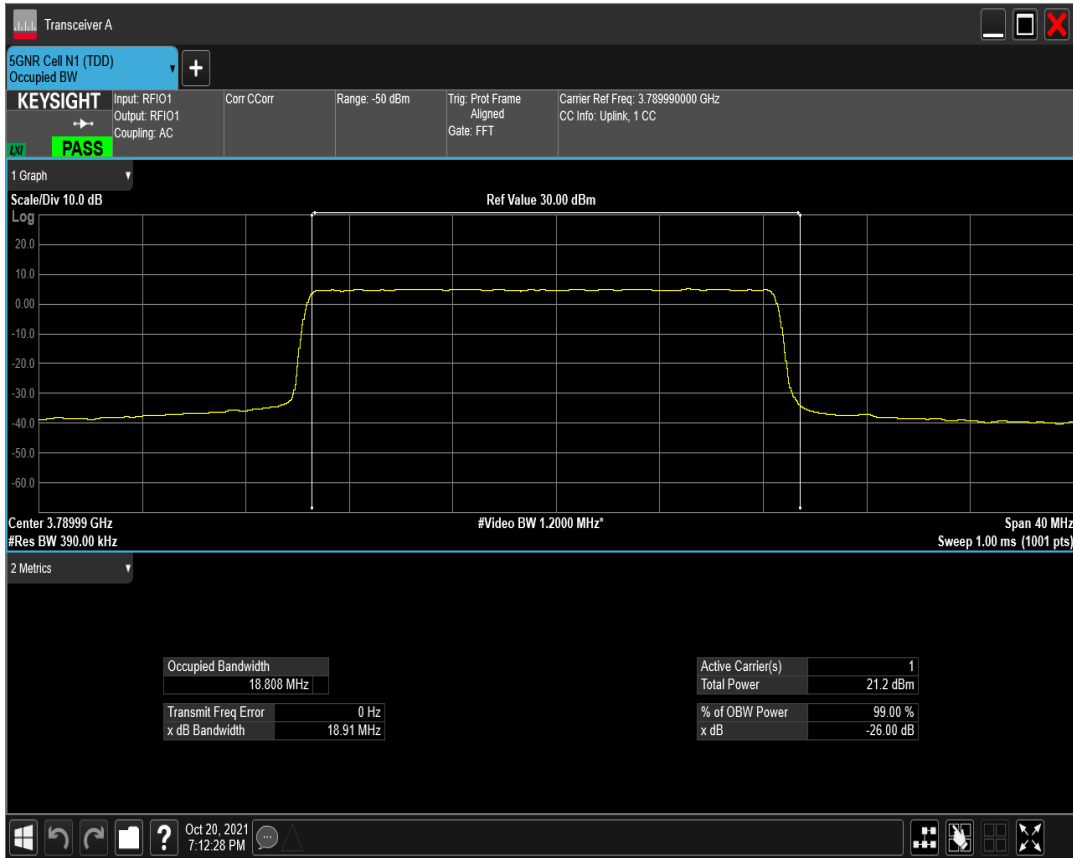 Transceiver A
5GNR Cell N1 (TDD)
Occupied BW
+
KEYSIGHT
LXI
PASS
Input: RFIO1
Output: RFIO1
Coupling: AC
Corr CCorr
Range: -50 dBm
Trig: Prot Frame
Aligned
Gate: FFT
Carrier Ref Freq: 3.789990000 GHz
CC Info: Uplink, 1 CC
1 Graph
Scale/Div 10.0 dB
Ref Value 30.00 dBm
Log
20.0
10.0
0.00
-10.0
-20.0
-30.0
-40.0
-50.0
-60.0
Center 3.78999 GHz
#Video BW 1.2000 MHz*
Span 40 MHz
#Res BW 390.00 kHz
Sweep 1.00 ms (1001 pts)
2 Metrics
Occupied Bandwidth
18.808 MHz
Transmit Freq Error 0 Hz
x dB Bandwidth 18.91 MHz
Active Carrier(s) 1
Total Power 21.2 dBm
% of OBW Power 99.00 %
x dB -26.00 dB
?
Oct 20, 2021
7:12:28 PM